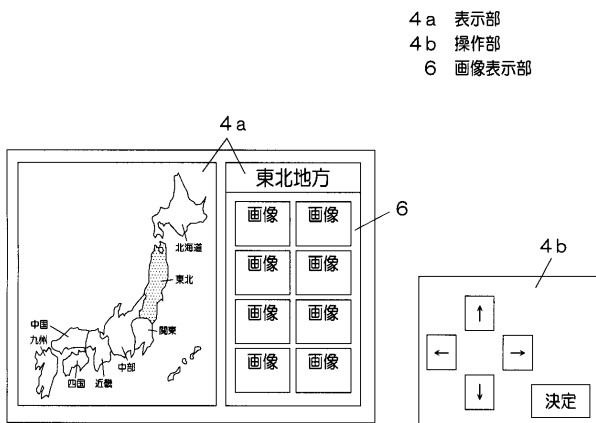 4a 表示部
4b 操作部
6 画像表示部
4a
東北地方
画像 画像
6
北海道
画像 画像
東北
4b
中国
九州
関東
画像 画像
↑
← →
中部
四国 近畿
画像 画像
↓
決定